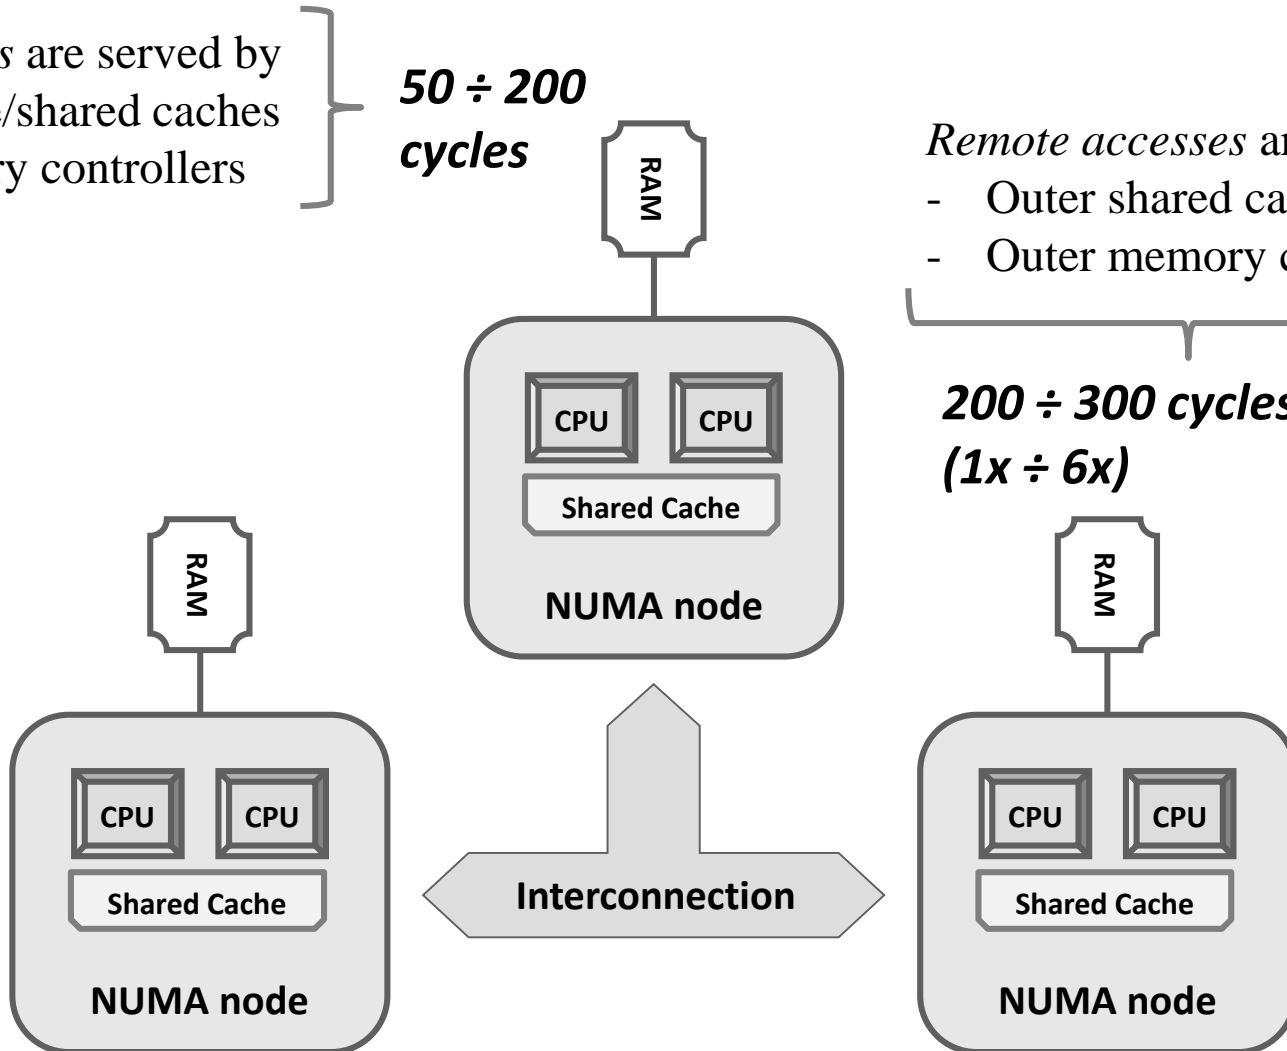 s are served by
e/shared caches
ry controllers
50 ÷ 200
cycles
RAM
Remote accesses ar
- Outer shared ca
- Outer memory c
200 ÷ 300 cycles
(1x ÷ 6x)
CPU CPU
Shared Cache
NUMA node
RAM
RAM
CPU CPU
Shared Cache
NUMA node
Interconnection
CPU CPU
Shared Cache
NUMA node